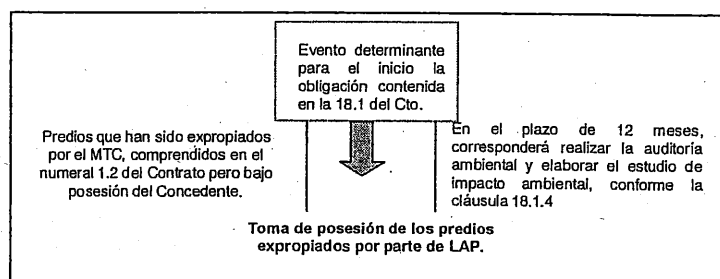 Evento determinante
para el inicio la
obligación contenida
en la 18.1 del Cto.
Predios que han sido expropiados
por el MTC, comprendidos en el
numeral 1.2 del Contrato pero bajo
posesión del Concedente.
En el plazo de 12 meses,
corresponderá realizar la auditoría
ambiental y elaborar el estudio de
impacto ambiental, conforme la
cláusula 18.1.4
Toma de posesión de los predios
expropiados por parte de LAP.